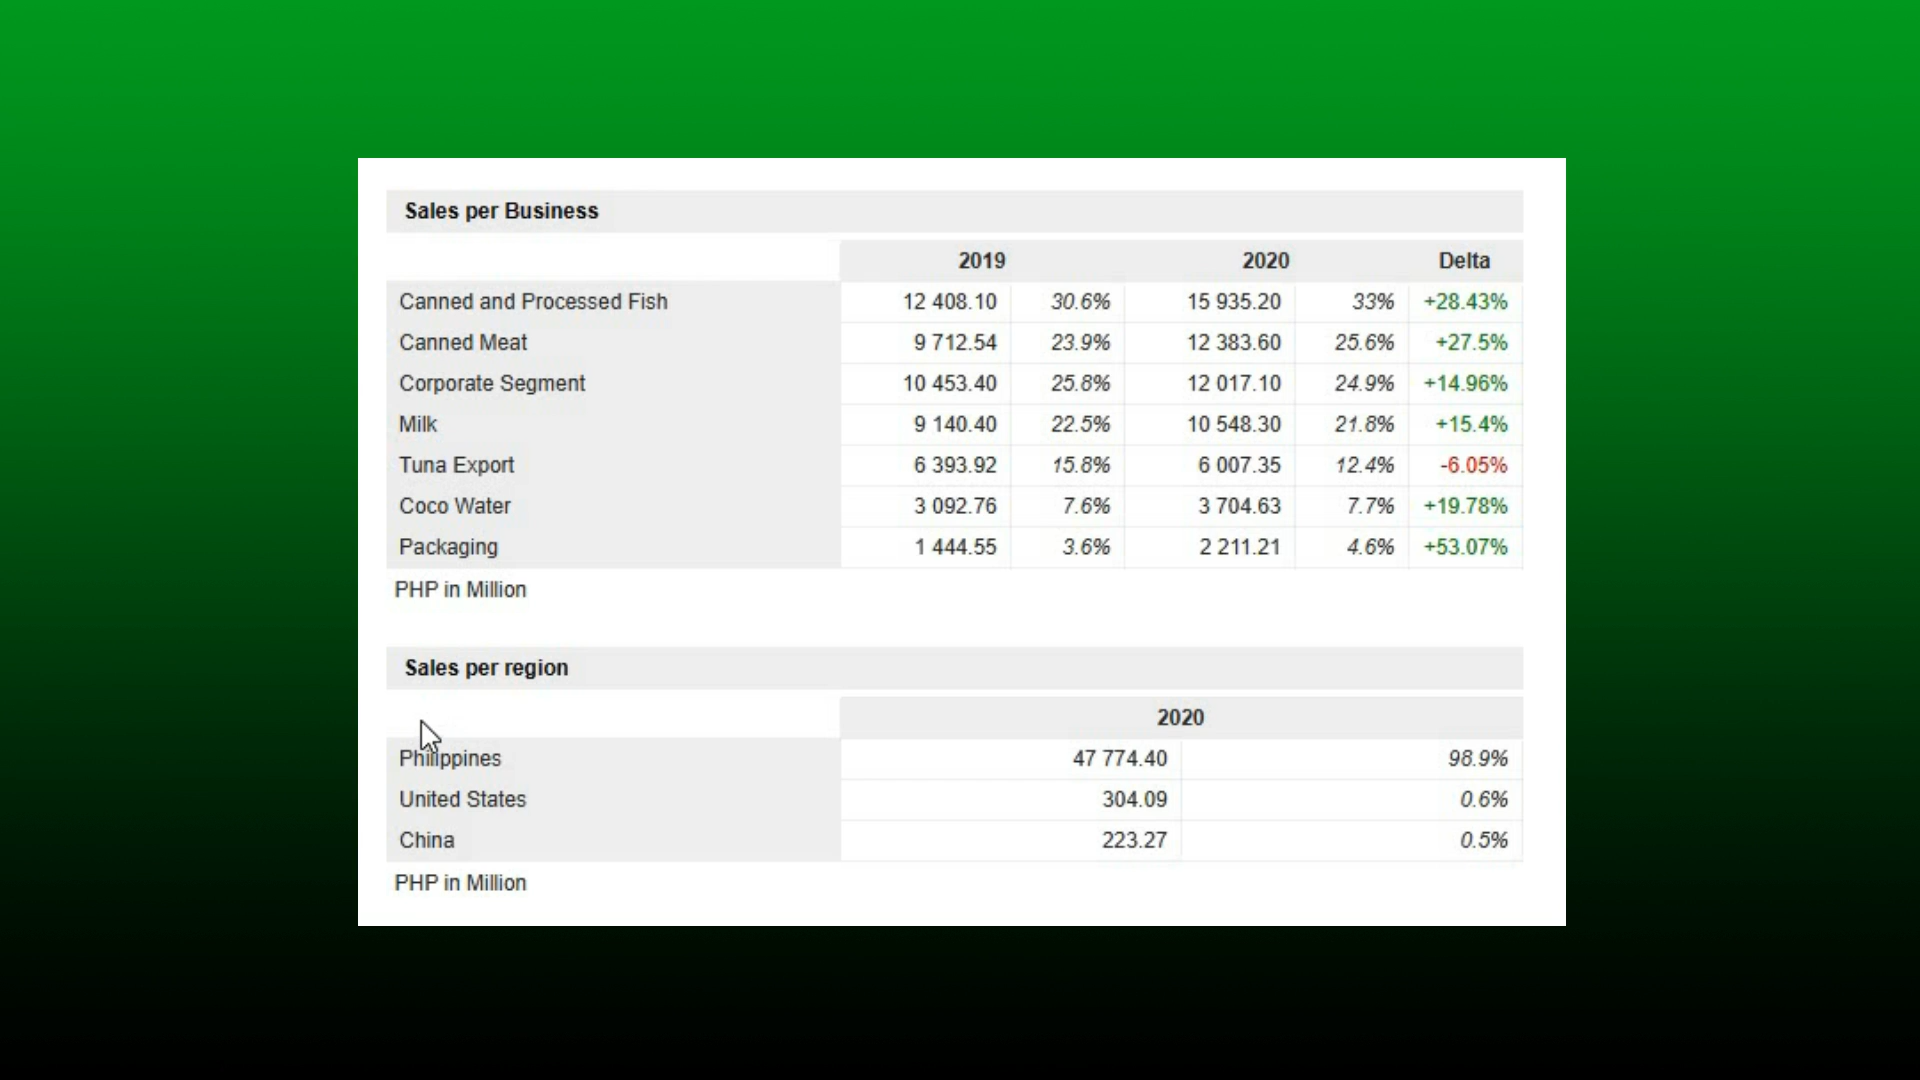 Sales per Business
2019 2020 Delta
Canned and Processed Fish 12 408.10 30.6% 15 935.20 33% +28.43%
Canned Meat 9 712.54 23.9% 12 383.60 25.6% +27.5%
Corporate Segment 10 453.40 25.8% 12 017.10 24.9% +14.96%
Milk 9 140.40 22.5% 10 548.30 21.8% +15.4%
Tuna Export 6 393.92 15.8% 6 007.35 12.4% -6.05%
Coco Water 3 092.76 7.6% 3 704.63 7.7% +19.78%
Packaging 1 444.55 3.6% 2 211.21 4.6% +53.07%
PHP in Million
Sales per region
2020
Philippines 47 774.40 98.9%
United States 304.09 0.6%
China 223.27 0.5%
PHP in Million